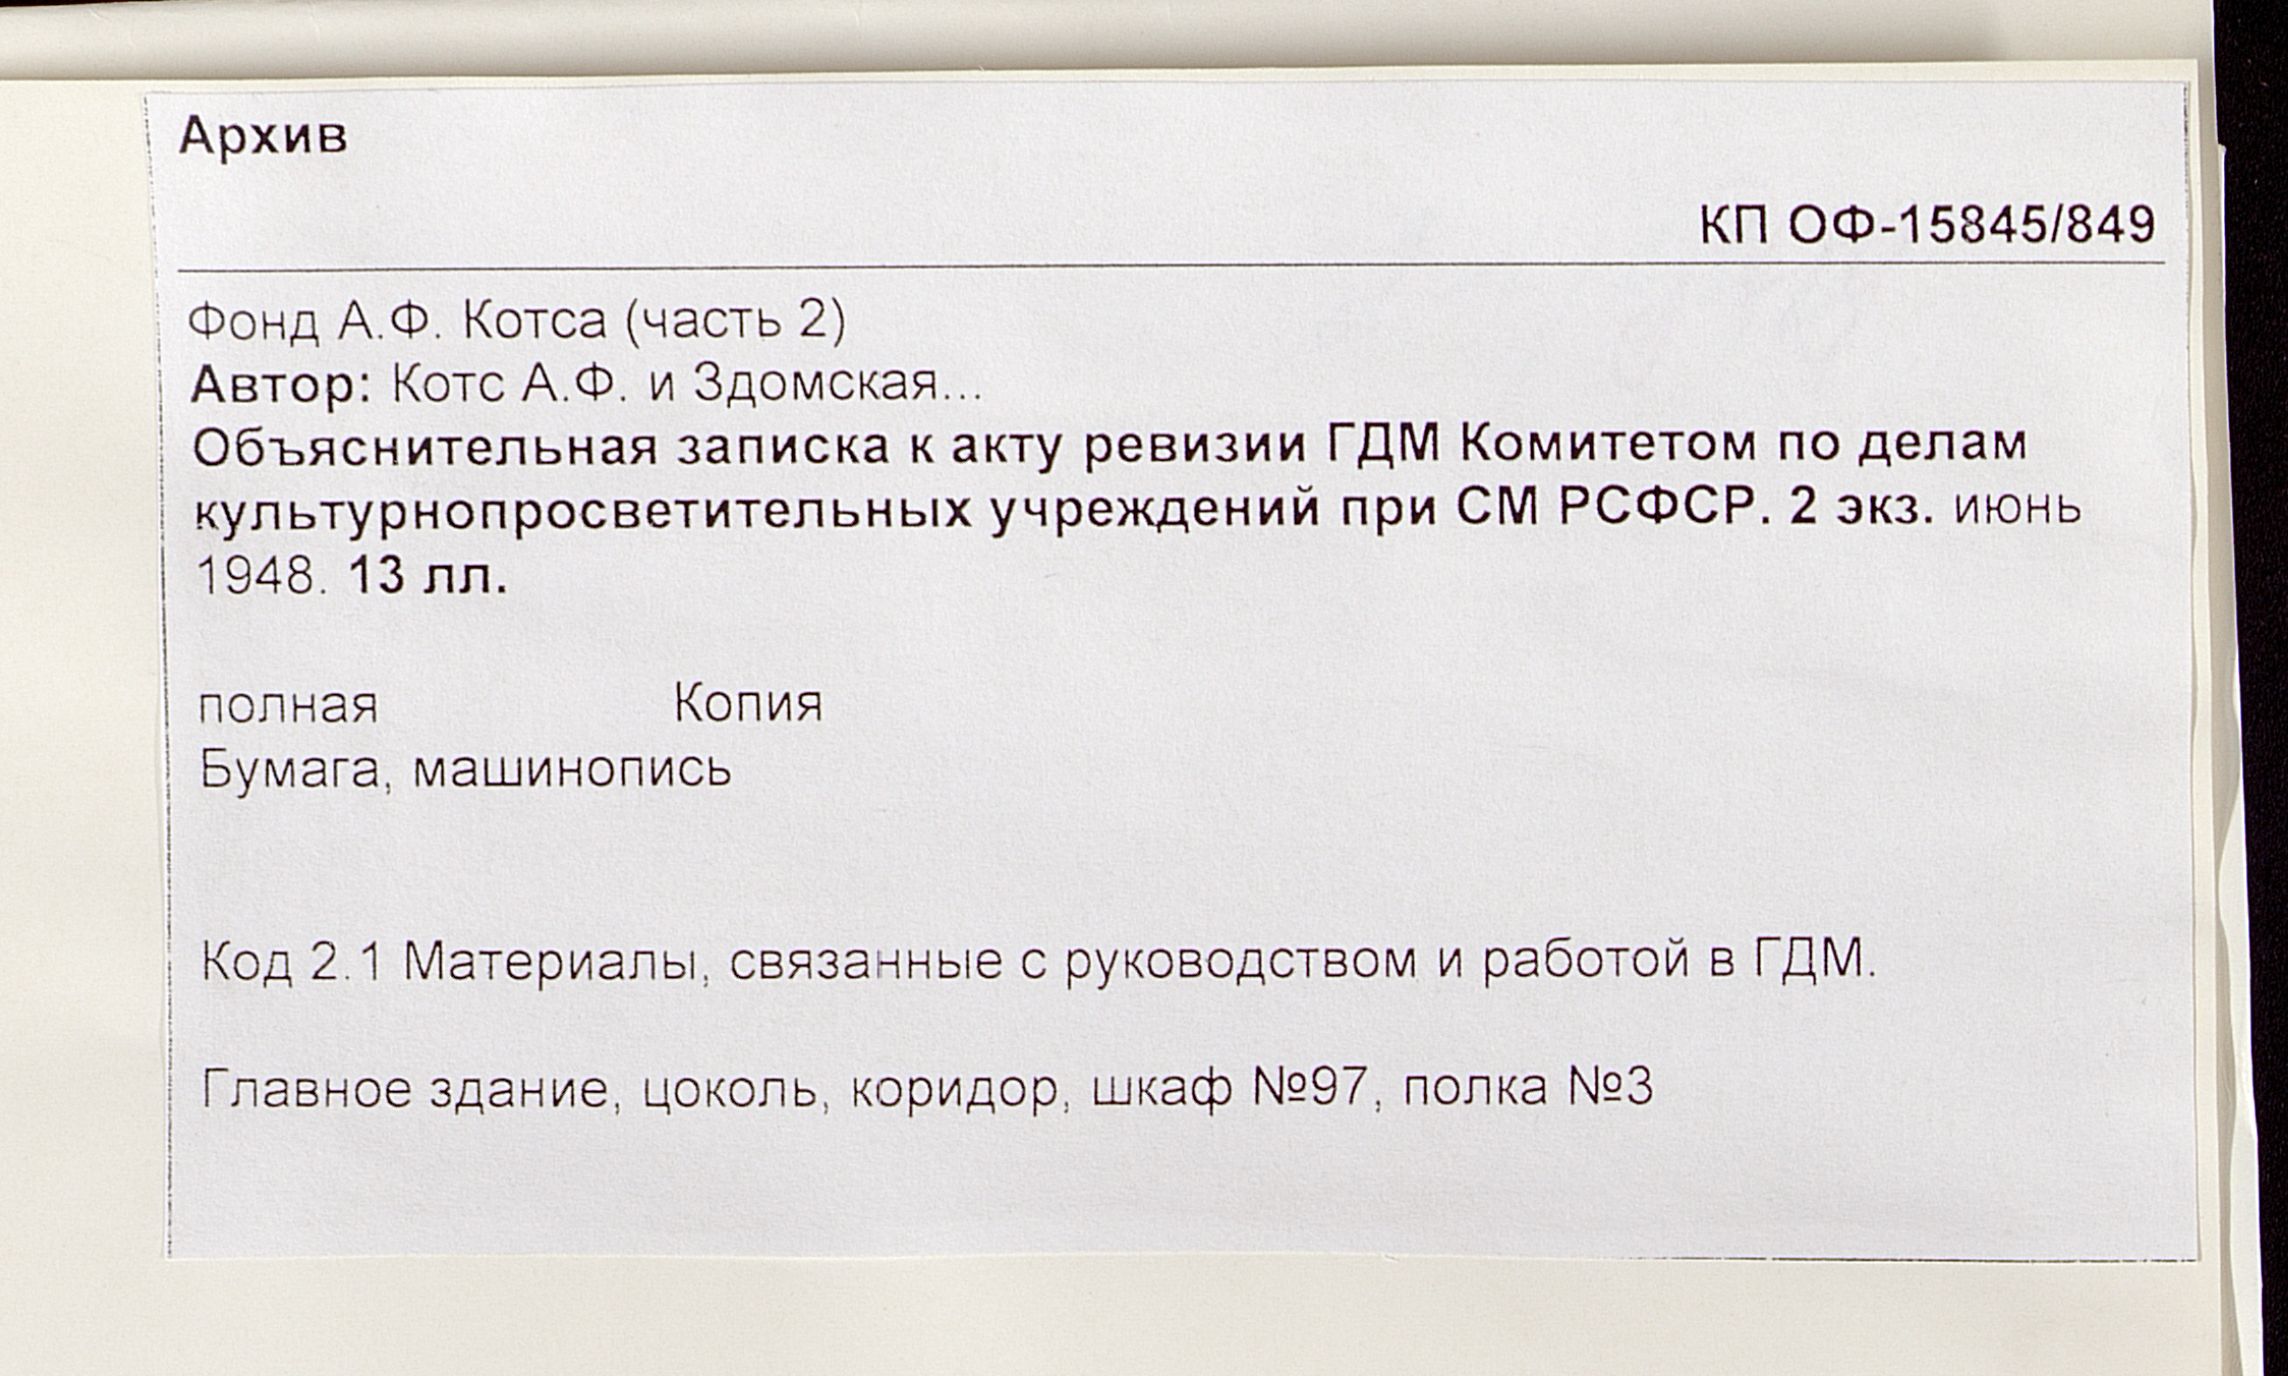 Архив
КП ОФ-15845/849
Фонд А.Ф. Котса (часть 2)
Автор: Котс А.Ф. и Здомская...
Объяснительная записка к акту ревизии ГДМ Комитетом по делам
культурнопросветительных учреждений при СМ РСФСР. 2 экз. июнь
1948. 13 лл.
полная Копия
Бумага, машинопись
Код 2.1 Материалы, связанные с руководством и работой в ГДМ.
Главное здание, цоколь, коридор, шкаф №97, полка №3